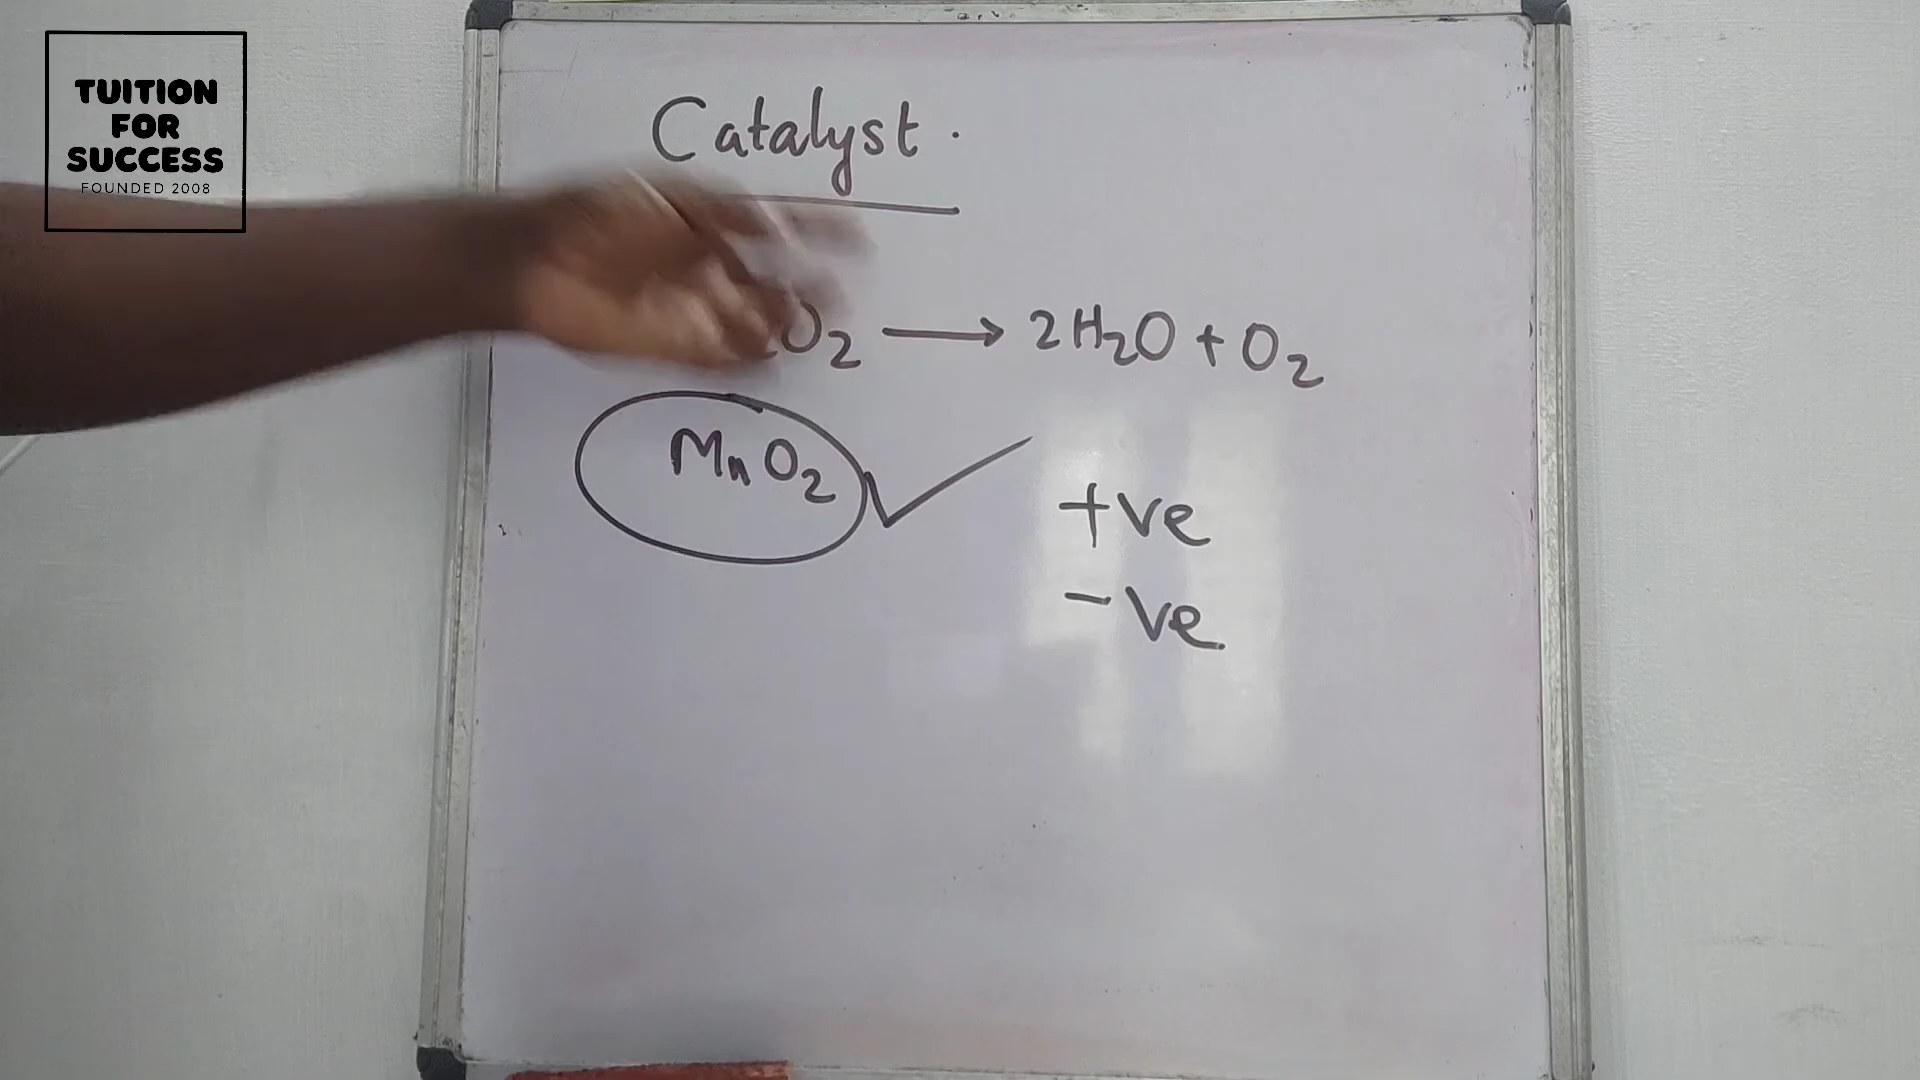 TUITION
FOR
SUCCESS
FOUNDED 2008
Catalyst .
O₂ → 2H₂O + O₂
MnO₂ ✓
+ve
-ve